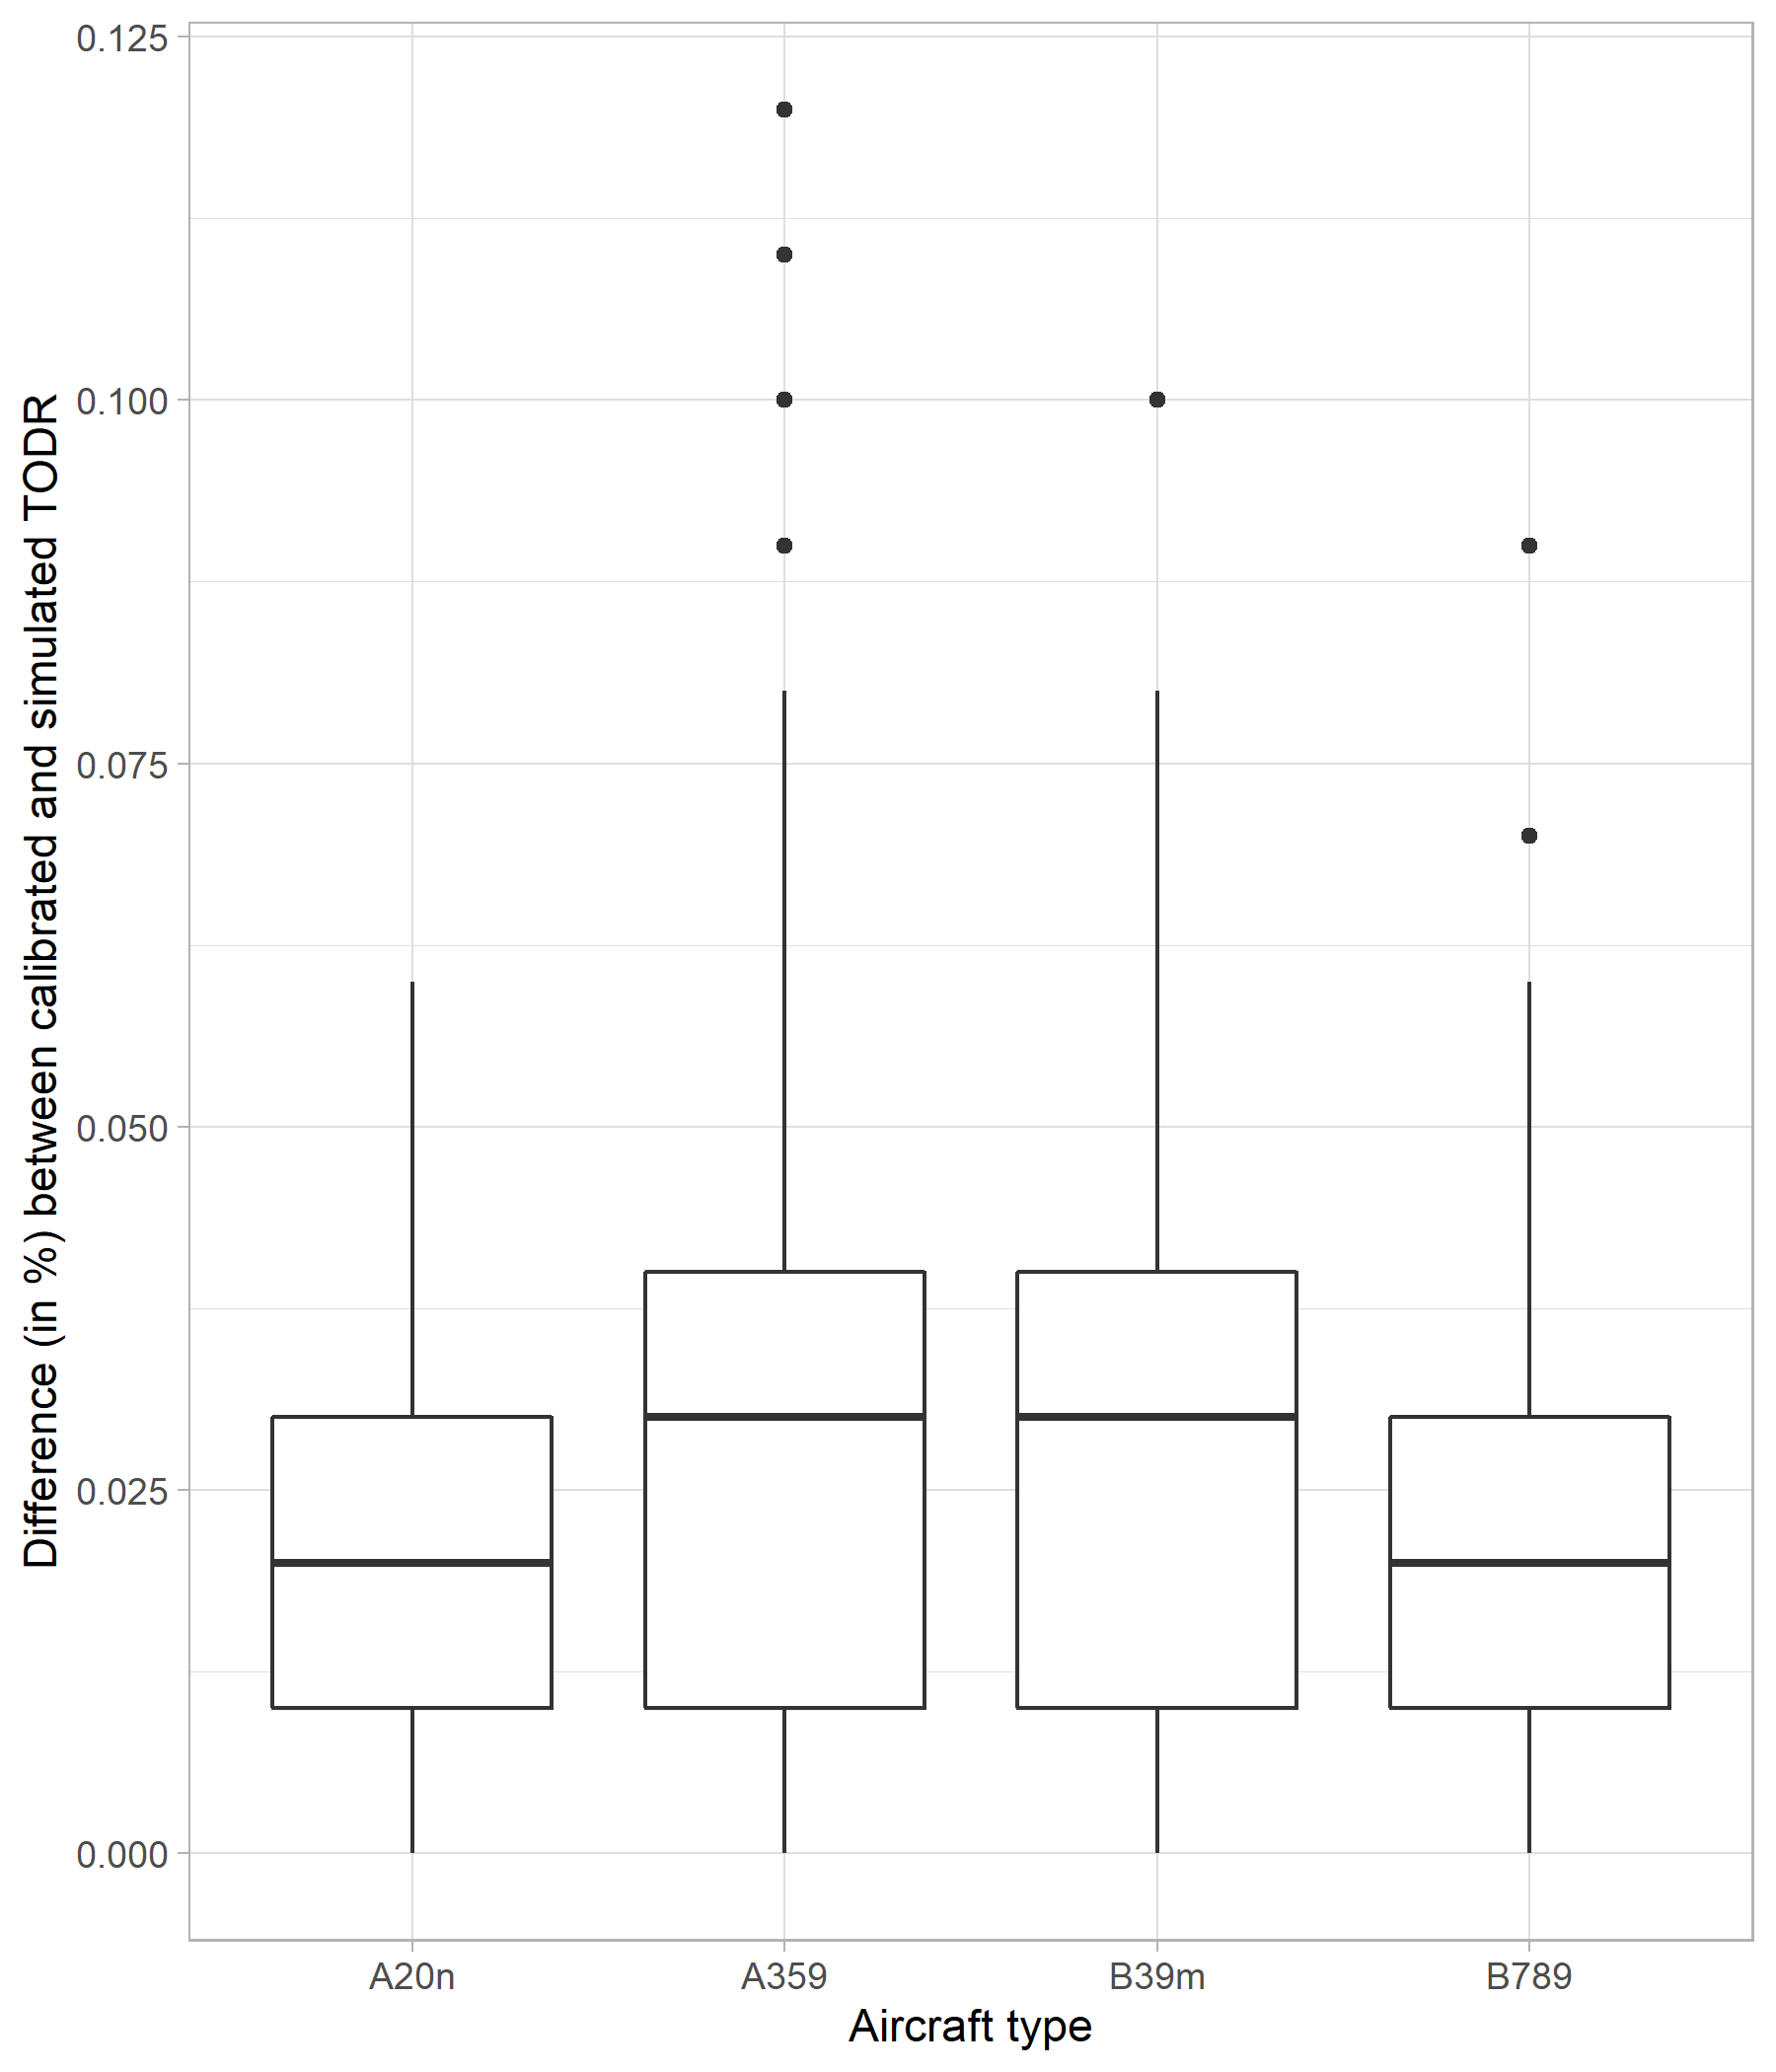 Difference (in %) between calibrated and simulated TODR
0.125
0.100
0.075
0.050
0.025
0.000
A20n A359 B39m B789
Aircraft type